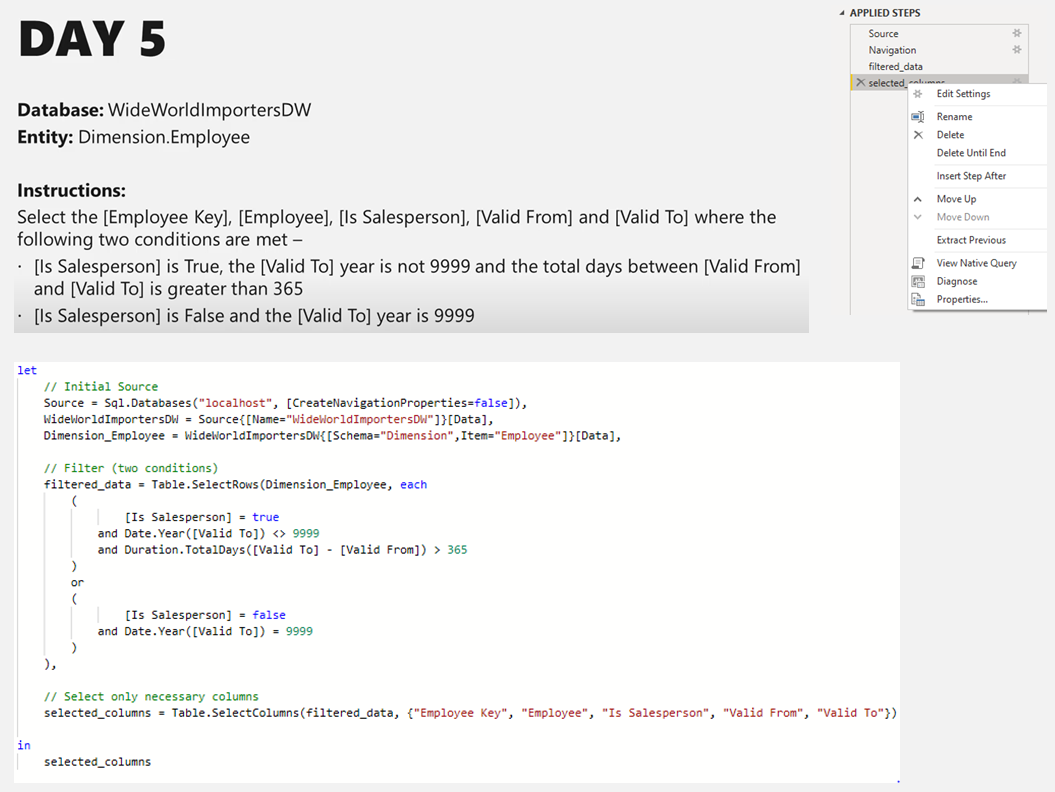 DAY 5
Database: WideWorldImportersDW
Entity: Dimension.Employee
Instructions:
Select the [Employee Key], [Employee], [Is Salesperson], [Valid From] and [Valid To] where the
following two conditions are met –
· [Is Salesperson] is True, the [Valid To] year is not 9999 and the total days between [Valid From]
and [Valid To] is greater than 365
· [Is Salesperson] is False and the [Valid To] year is 9999
APPLIED STEPS
Source
Navigation
filtered_data
selected_columns
Edit Settings
Rename
Delete
Delete Until End
Insert Step After
Move Up
Move Down
Extract Previous
View Native Query
Diagnose
Properties...
let
// Initial Source
Source = Sql.Databases("localhost", [CreateNavigationProperties=false]),
WideWorldImportersDW = Source{[Name="WideWorldImportersDW"]}[Data],
Dimension_Employee = WideWorldImportersDW{[Schema="Dimension",Item="Employee"]}[Data],
// Filter (two conditions)
filtered_data = Table.SelectRows(Dimension_Employee, each
(
[Is Salesperson] = true
and Date.Year([Valid To]) <> 9999
and Duration.TotalDays([Valid To] - [Valid From]) > 365
)
or
(
[Is Salesperson] = false
and Date.Year([Valid To]) = 9999
)
),
// Select only necessary columns
selected_columns = Table.SelectColumns(filtered_data, {"Employee Key", "Employee", "Is Salesperson", "Valid From", "Valid To"})
in
selected_columns